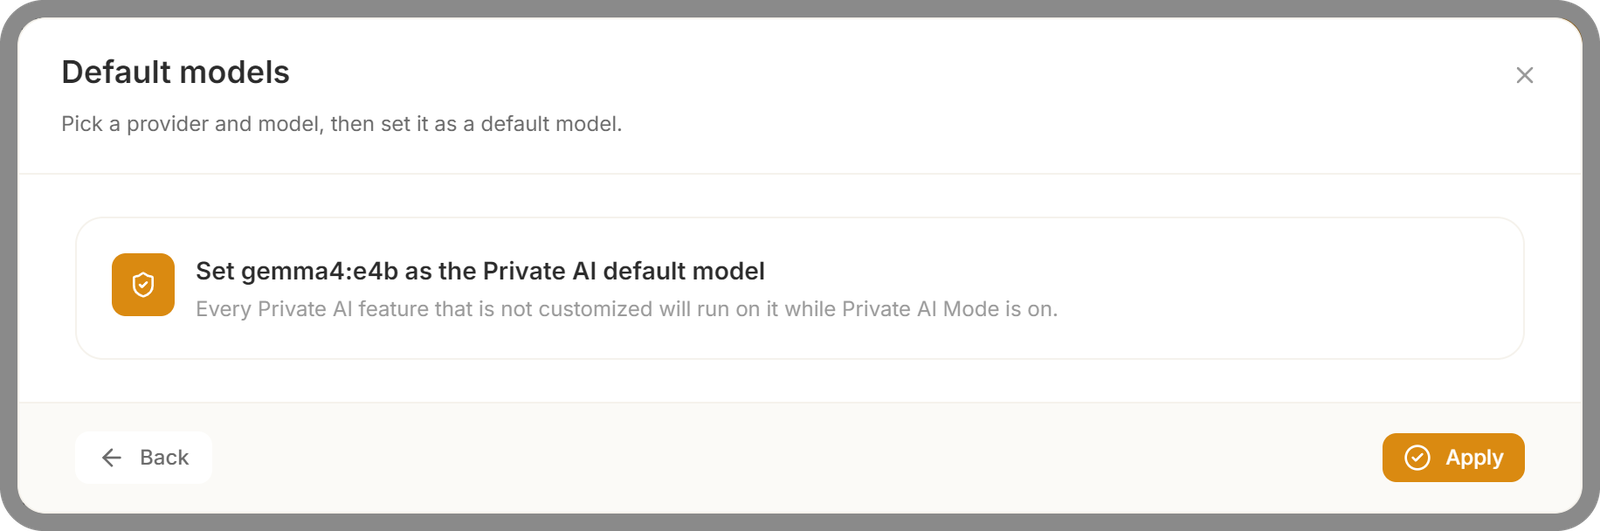 Default models
Pick a provider and model, then set it as a default model.
Set gemma4:e4b as the Private AI default model
Every Private AI feature that is not customized will run on it while Private AI Mode is on.
Back
Apply